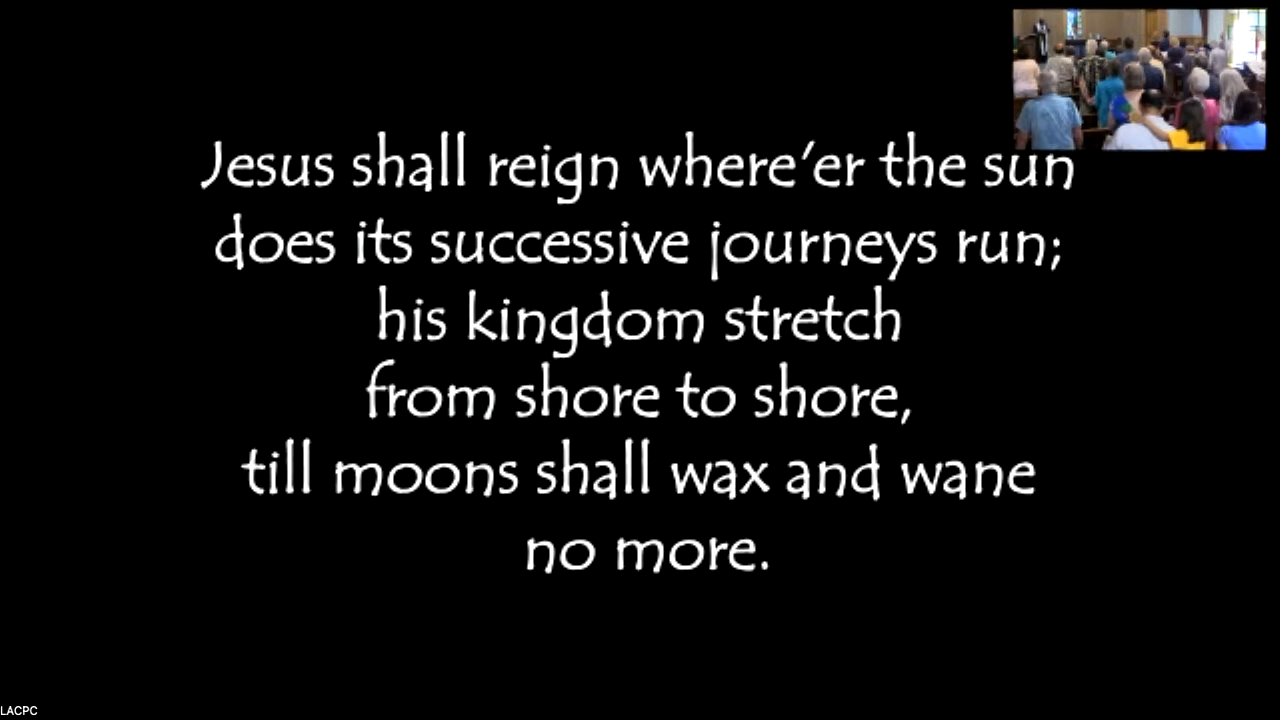 Jesus shall reign where'er the sun
does its successive journeys run;
his kingdom stretch
from shore to shore,
till moons shall wax and wane
no more.
LACPC